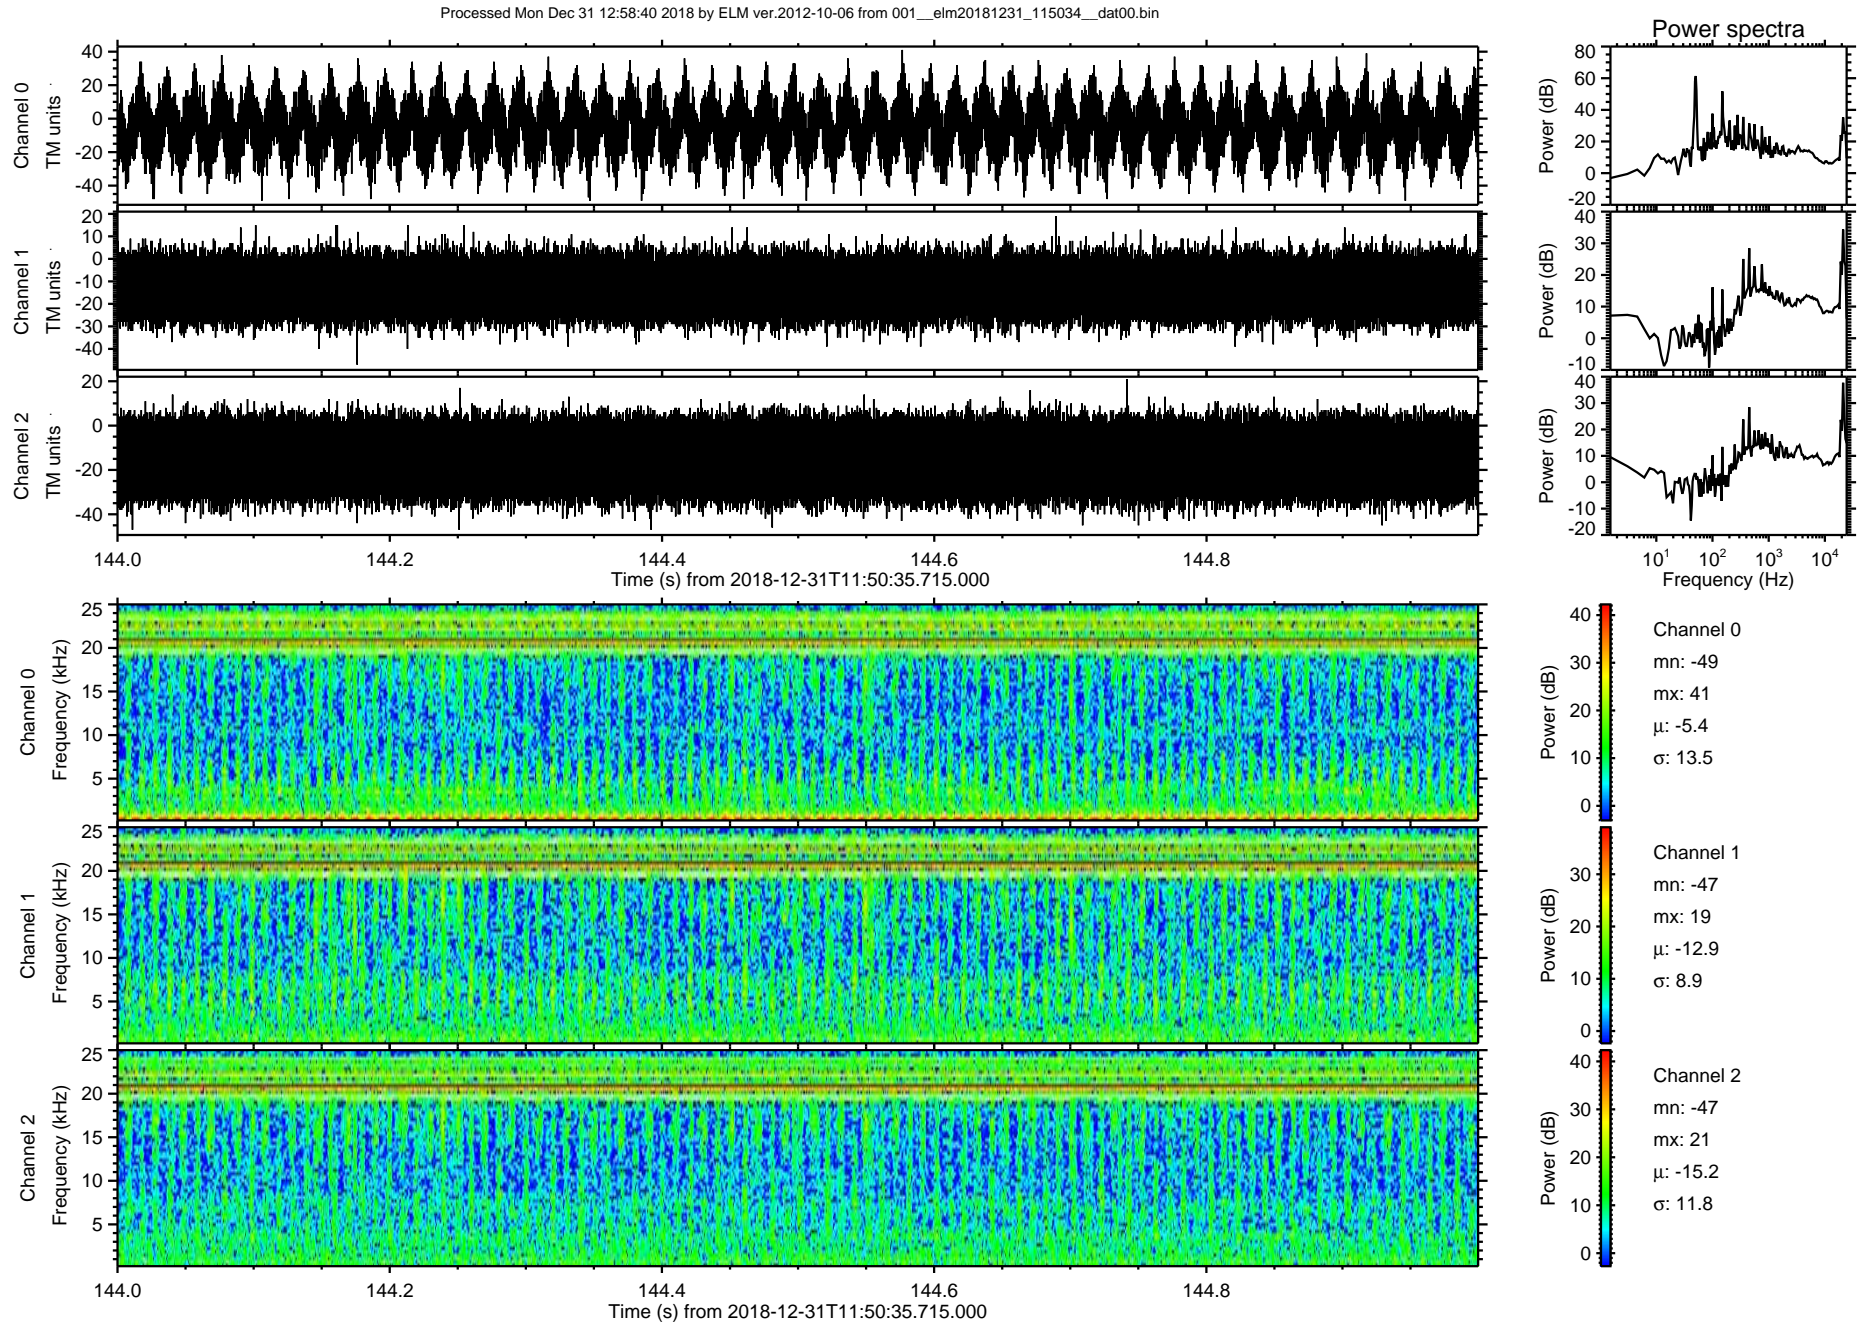 Processed Mon Dec 31 12:58:40 2018 by ELM ver.2012-10-06 from 001__elm20181231_115034__dat00.bin
Power spectra
Channel 0
TM units
40
20
0
-20
-40
Power (dB)
80
60
40
20
0
-20
Channel 1
TM units
20
10
0
-10
-20
-30
-40
Power (dB)
40
30
20
10
0
-10
Channel 2
TM units
20
0
-20
-40
Power (dB)
40
30
20
10
0
-10
-20
144.0 144.2 144.4 144.6 144.8
Time (s) from 2018-12-31T11:50:35.715.000
10^1 10^2 10^3 10^4
Frequency (Hz)
Channel 0
Frequency (kHz)
25
20
15
10
5
Power (dB)
40
30
20
10
0
Channel 0
mn: -49
mx: 41
µ: -5.4
σ: 13.5
Channel 1
Frequency (kHz)
25
20
15
10
5
Power (dB)
30
20
10
0
Channel 1
mn: -47
mx: 19
µ: -12.9
σ: 8.9
Channel 2
Frequency (kHz)
25
20
15
10
5
Power (dB)
40
30
20
10
0
Channel 2
mn: -47
mx: 21
µ: -15.2
σ: 11.8
144.0 144.2 144.4 144.6 144.8
Time (s) from 2018-12-31T11:50:35.715.000